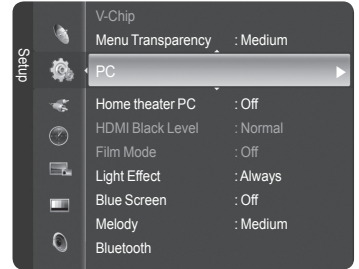 Setup
V-Chip
Menu Transparency : Medium
PC
Home theater PC : Off
HDMI Black Level : Normal
Film Mode : Off
Light Effect : Always
Blue Screen : Off
Melody : Medium
Bluetooth